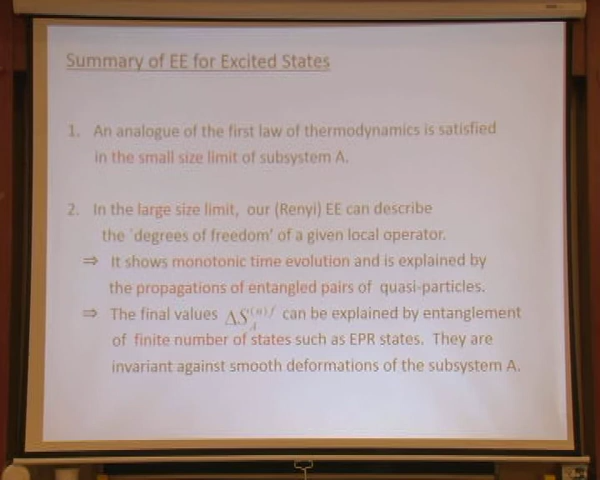 Summary of EE for Excited States
1. An analogue of the first law of thermodynamics is satisfied
in the small size limit of subsystem A.
2. In the large size limit, our (Renyi) EE can describe
the `degrees of freedom' of a given local operator.
⇒ It shows monotonic time evolution and is explained by
the propagations of entangled pairs of quasi-particles.
⇒ The final values ΔS_A^{(n)f} can be explained by entanglement
of finite number of states such as EPR states. They are
invariant against smooth deformations of the subsystem A.